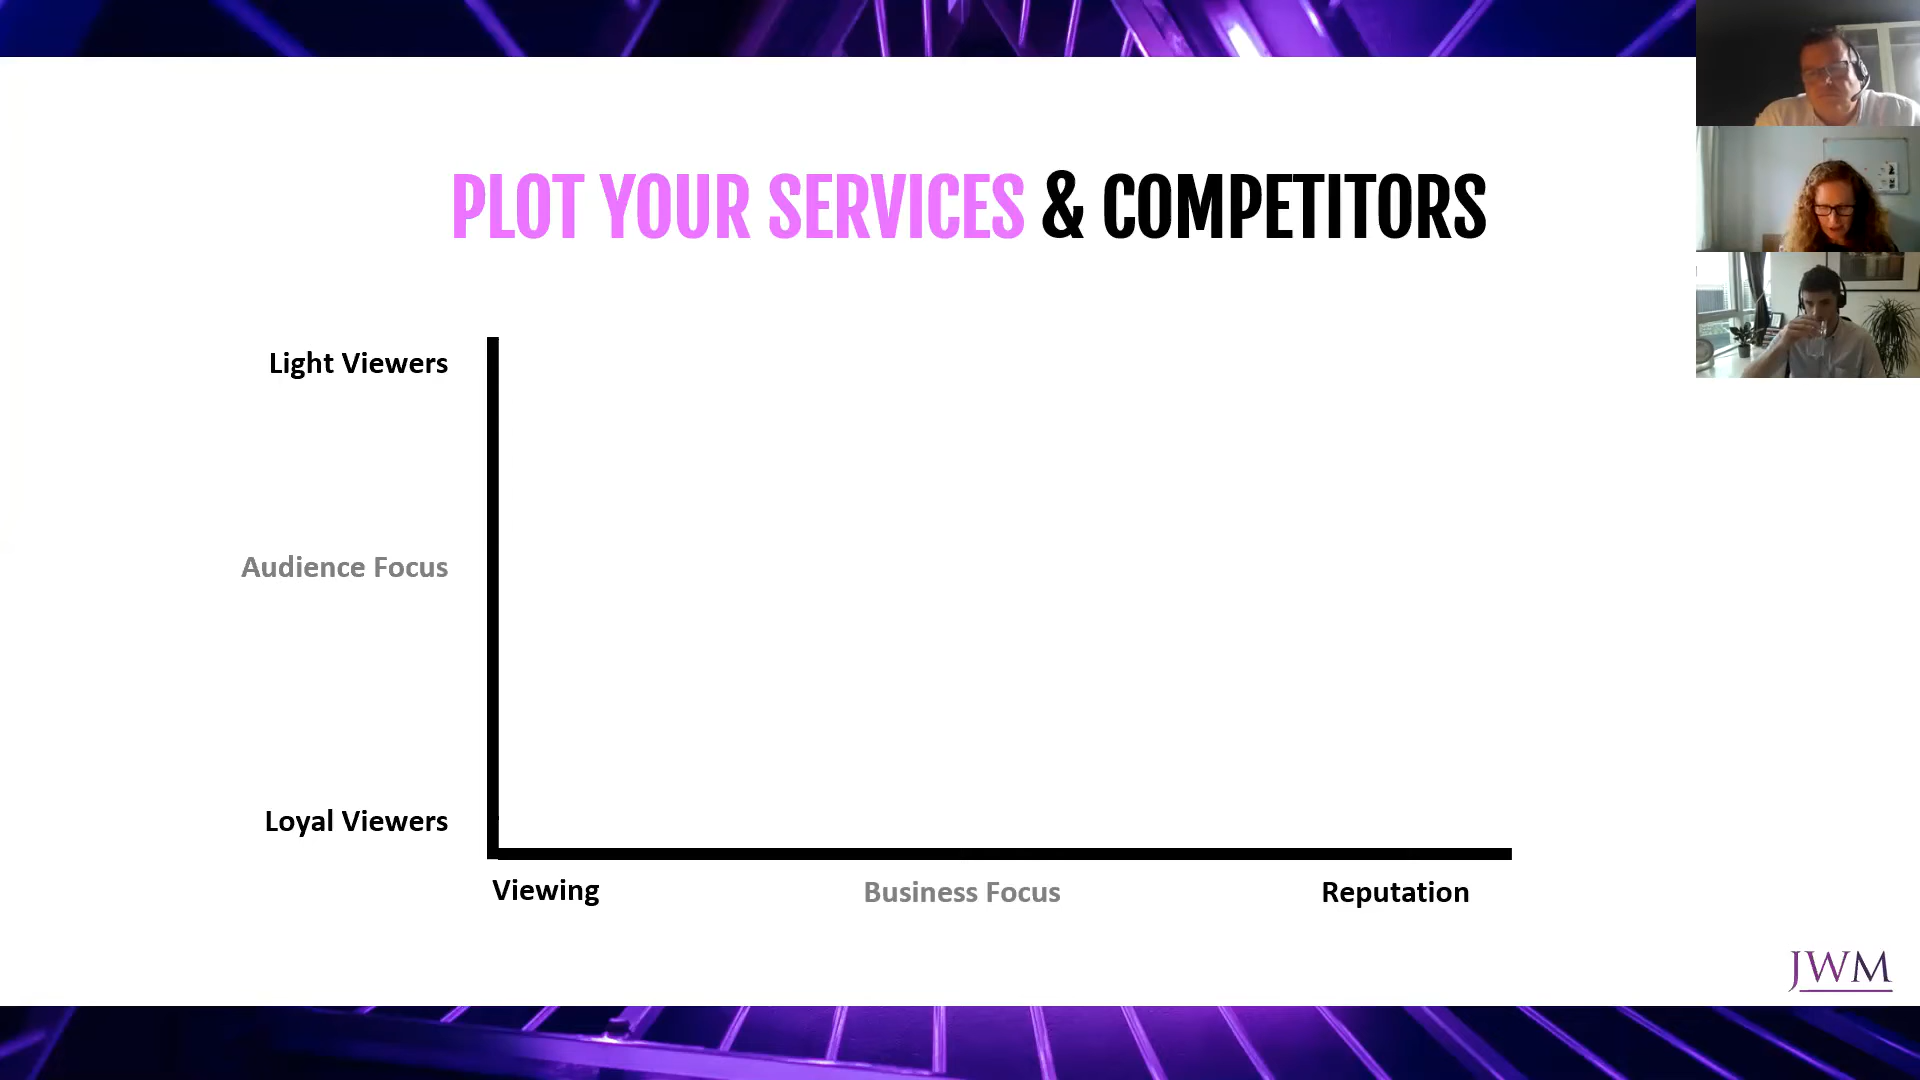 PLOT YOUR SERVICES & COMPETITORS
Light Viewers
Audience Focus
Loyal Viewers
Viewing
Business Focus
Reputation
JWM